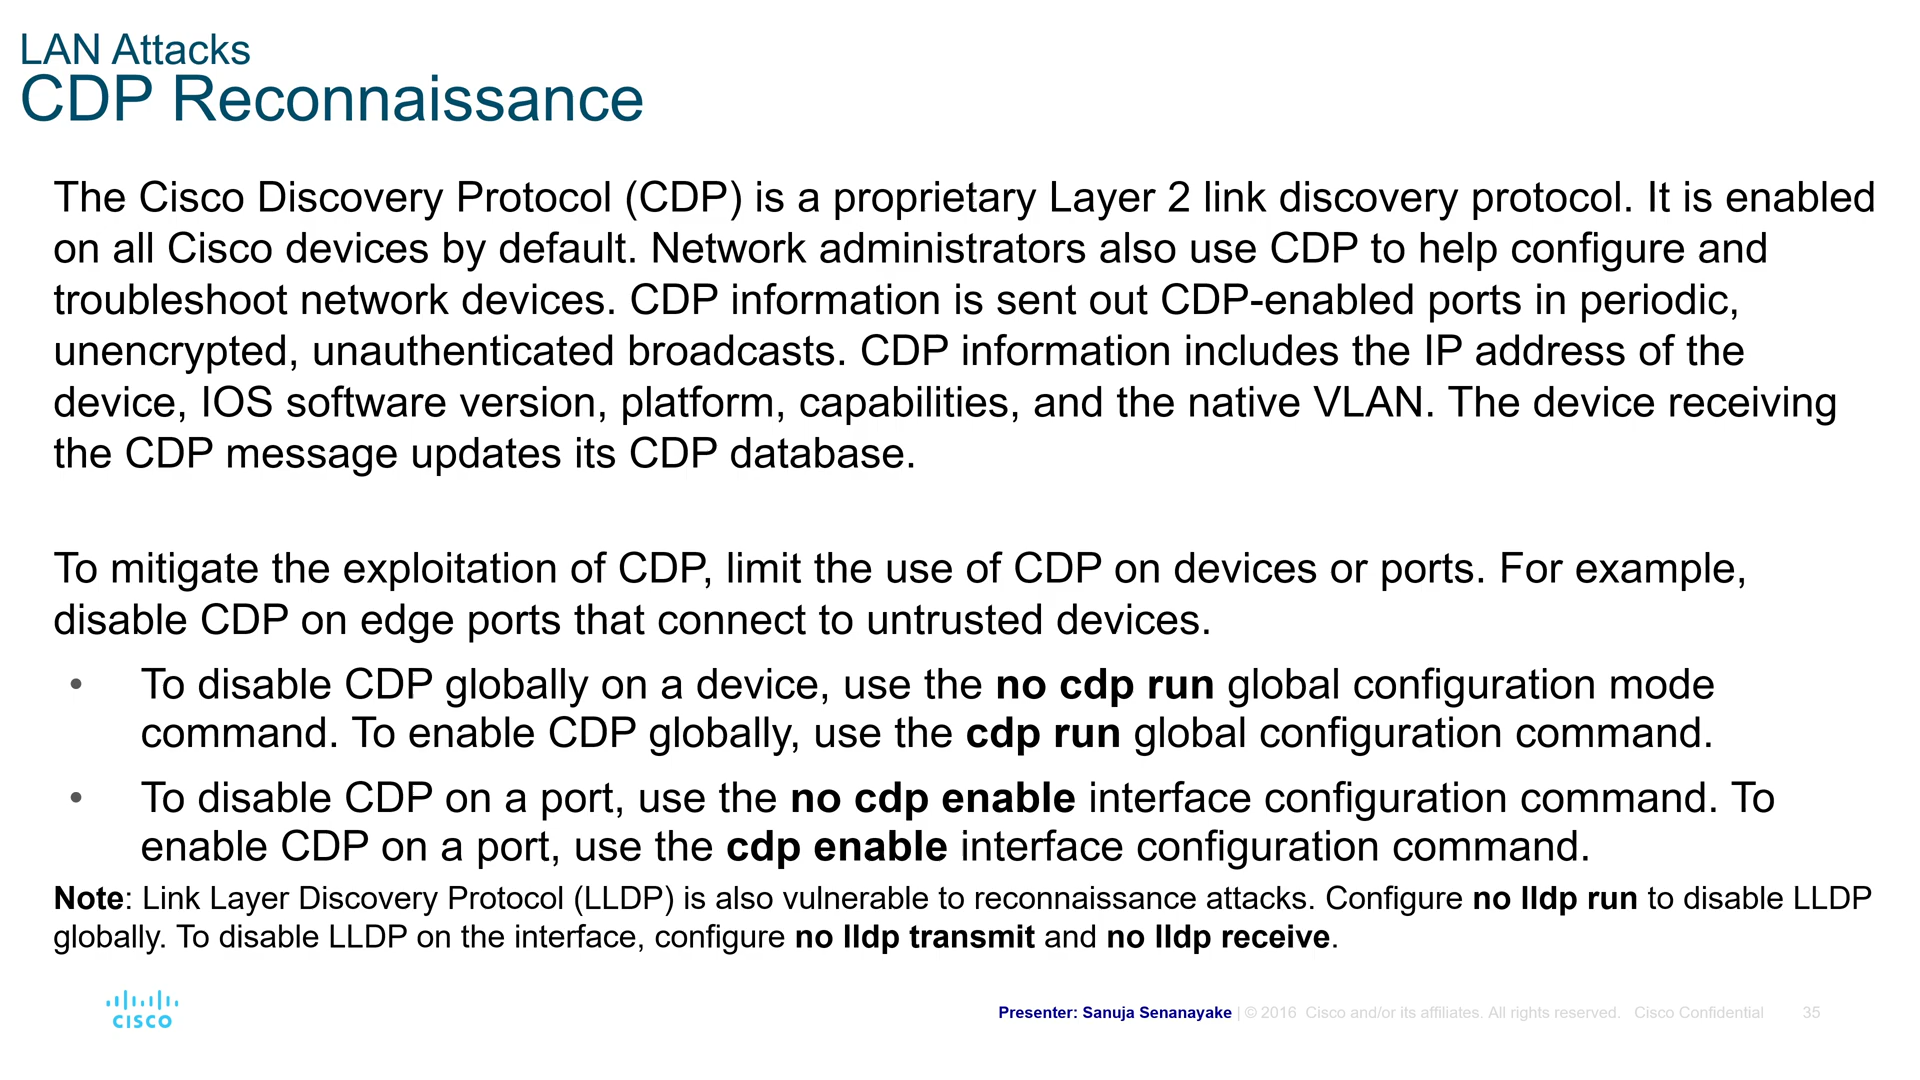 LAN Attacks
CDP Reconnaissance
The Cisco Discovery Protocol (CDP) is a proprietary Layer 2 link discovery protocol. It is enabled
on all Cisco devices by default. Network administrators also use CDP to help configure and
troubleshoot network devices. CDP information is sent out CDP-enabled ports in periodic,
unencrypted, unauthenticated broadcasts. CDP information includes the IP address of the
device, IOS software version, platform, capabilities, and the native VLAN. The device receiving
the CDP message updates its CDP database.
To mitigate the exploitation of CDP, limit the use of CDP on devices or ports. For example,
disable CDP on edge ports that connect to untrusted devices.
• To disable CDP globally on a device, use the no cdp run global configuration mode
command. To enable CDP globally, use the cdp run global configuration command.
• To disable CDP on a port, use the no cdp enable interface configuration command. To
enable CDP on a port, use the cdp enable interface configuration command.
Note: Link Layer Discovery Protocol (LLDP) is also vulnerable to reconnaissance attacks. Configure no lldp run to disable LLDP
globally. To disable LLDP on the interface, configure no lldp transmit and no lldp receive.
CISCO
Presenter: Sanuja Senanayake | © 2016 Cisco and/or its affiliates. All rights reserved. Cisco Confidential 35